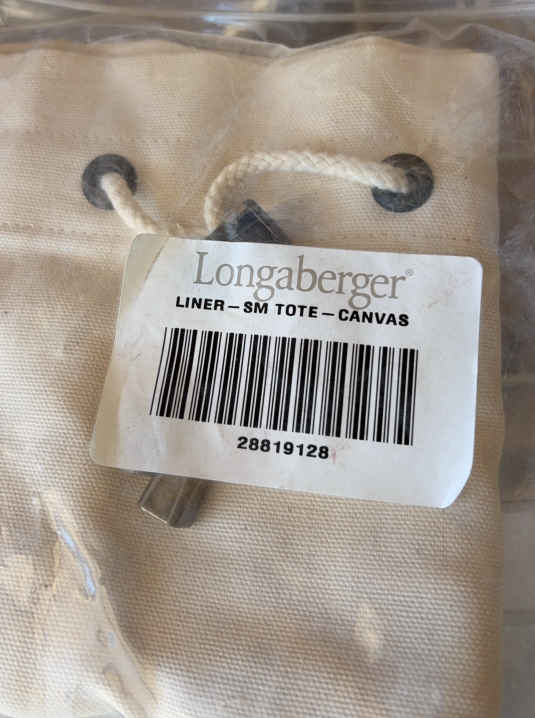 Longaberger®
LINER—SM TOTE—CANVAS
28819128